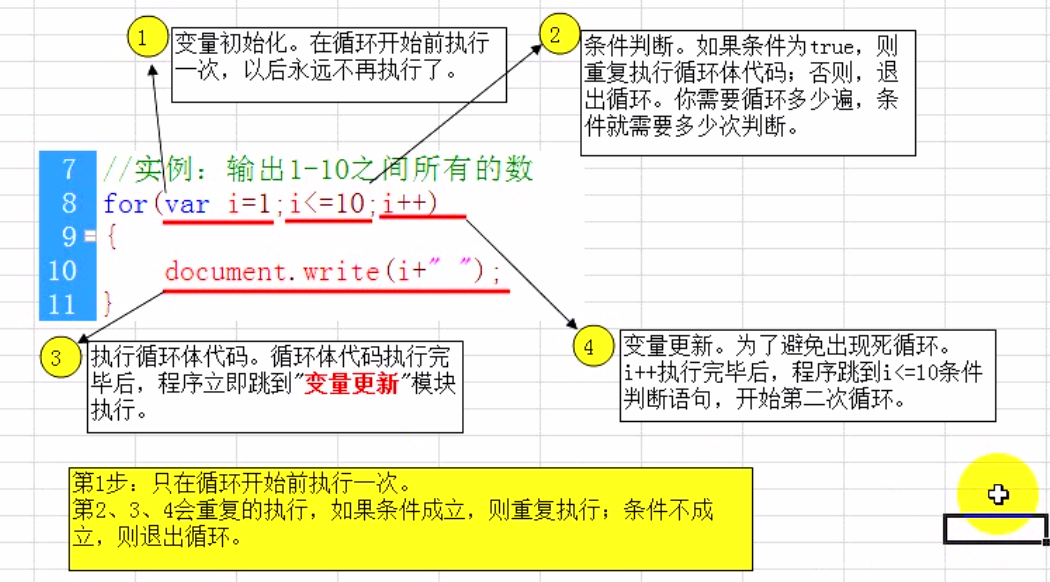 1
变量初始化。在循环开始前执行
一次，以后永远不再执行了。
2
条件判断。如果条件为true，则
重复执行循环体代码；否则，退
出循环。你需要循环多少遍，条
件就需要多少次判断。
7 //实例：输出1-10之间所有的数
8 for(var i=1;i<=10;i++)
9 {
10 document.write(i+" ");
11 }
3
执行循环体代码。循环体代码执行完
毕后，程序立即跳到"变量更新"模块
执行。
4
变量更新。为了避免出现死循环。
i++执行完毕后，程序跳到i<=10条件
判断语句，开始第二次循环。
第1步：只在循环开始前执行一次。
第2、3、4会重复的执行，如果条件成立，则重复执行；条件不成
立，则退出循环。